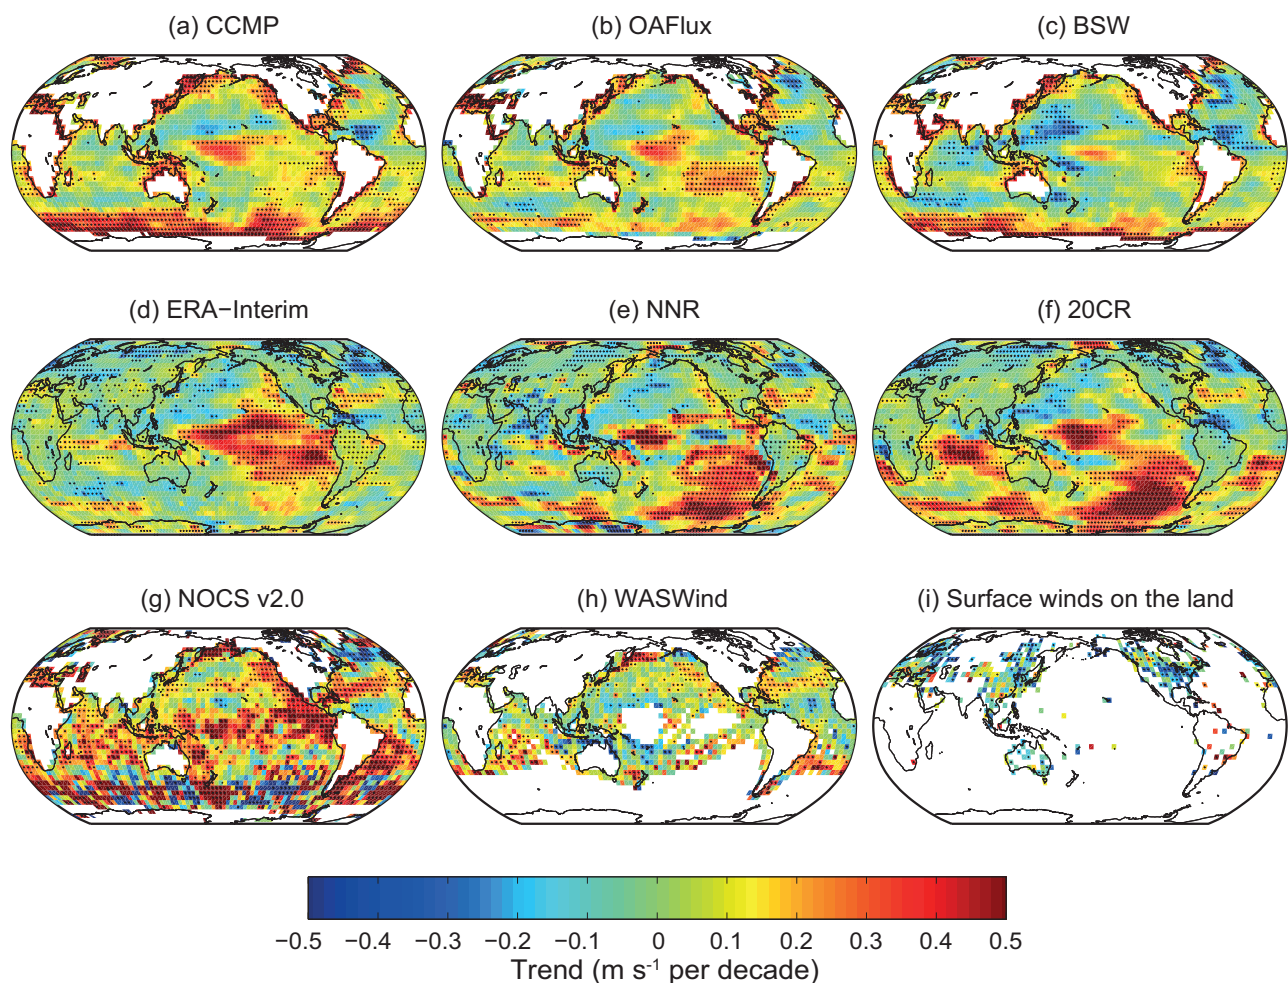 (a) CCMP
(b) OAFlux
(c) BSW
(d) ERA−Interim
(e) NNR
(f) 20CR
(g) NOCS v2.0
(h) WASWind
(i) Surface winds on the land
−0.5 −0.4 −0.3 −0.2 −0.1 0 0.1 0.2 0.3 0.4 0.5
Trend (m s⁻¹ per decade)